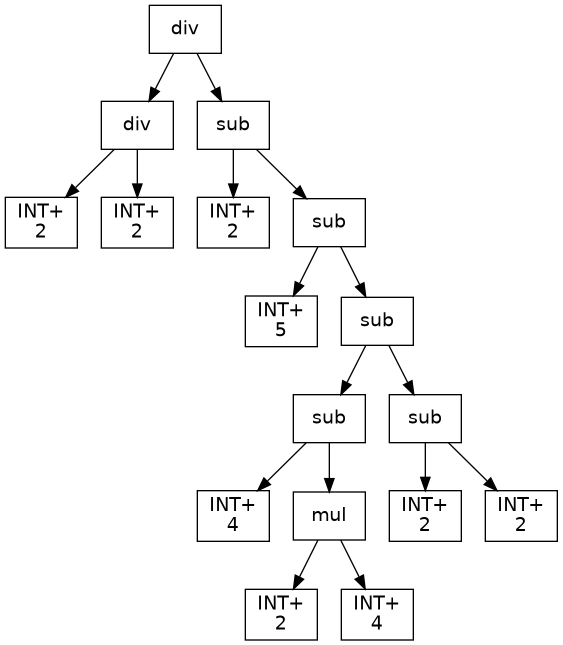 div
div
sub
INT+
2
INT+
2
INT+
2
sub
INT+
5
sub
sub
sub
INT+
4
mul
INT+
2
INT+
2
INT+
2
INT+
4